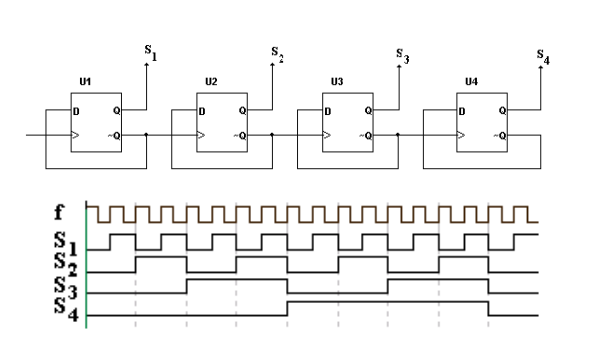 S1 S2 S3 S4
U1 U2 U3 U4
D Q D Q D Q D Q
> ~Q > ~Q > ~Q > ~Q
f
S1
S2
S3
S4